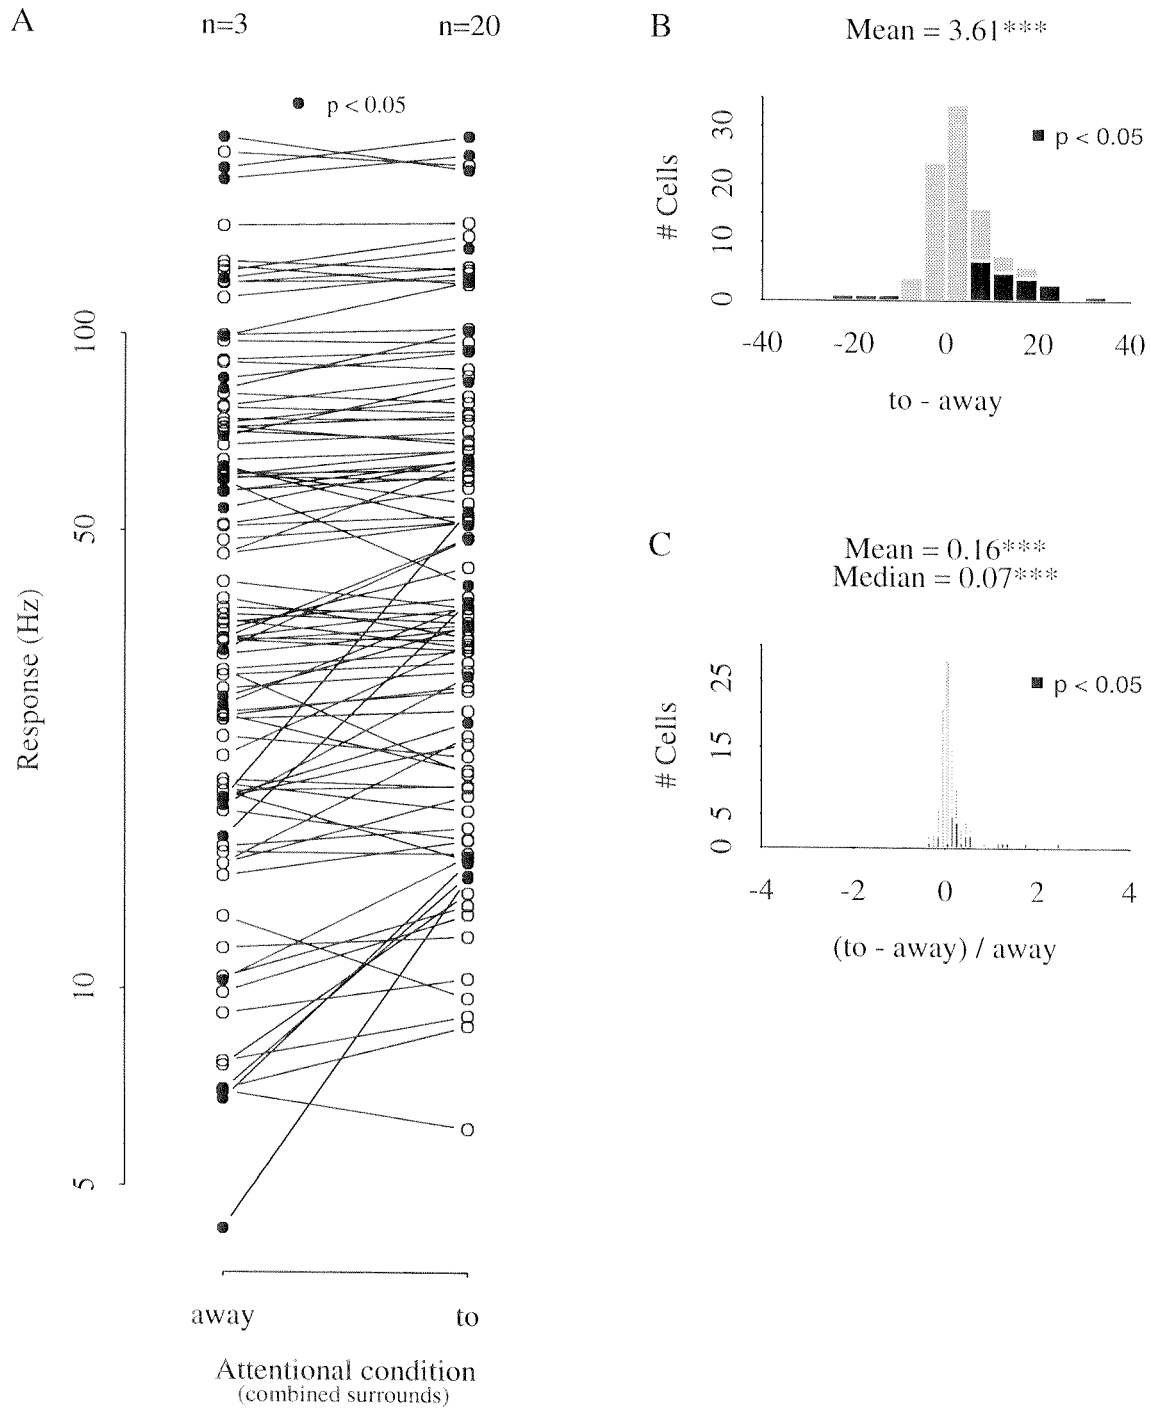 A
n=3
n=20
p < 0.05
Response (Hz)
100
50
10
5
away
to
Attentional condition
(combined surrounds)
B
Mean = 3.61***
# Cells
30
20
10
0
p < 0.05
-40
-20
0
20
40
to - away
C
Mean = 0.16***
Median = 0.07***
# Cells
25
15
5
0
p < 0.05
-4
-2
0
2
4
(to - away) / away